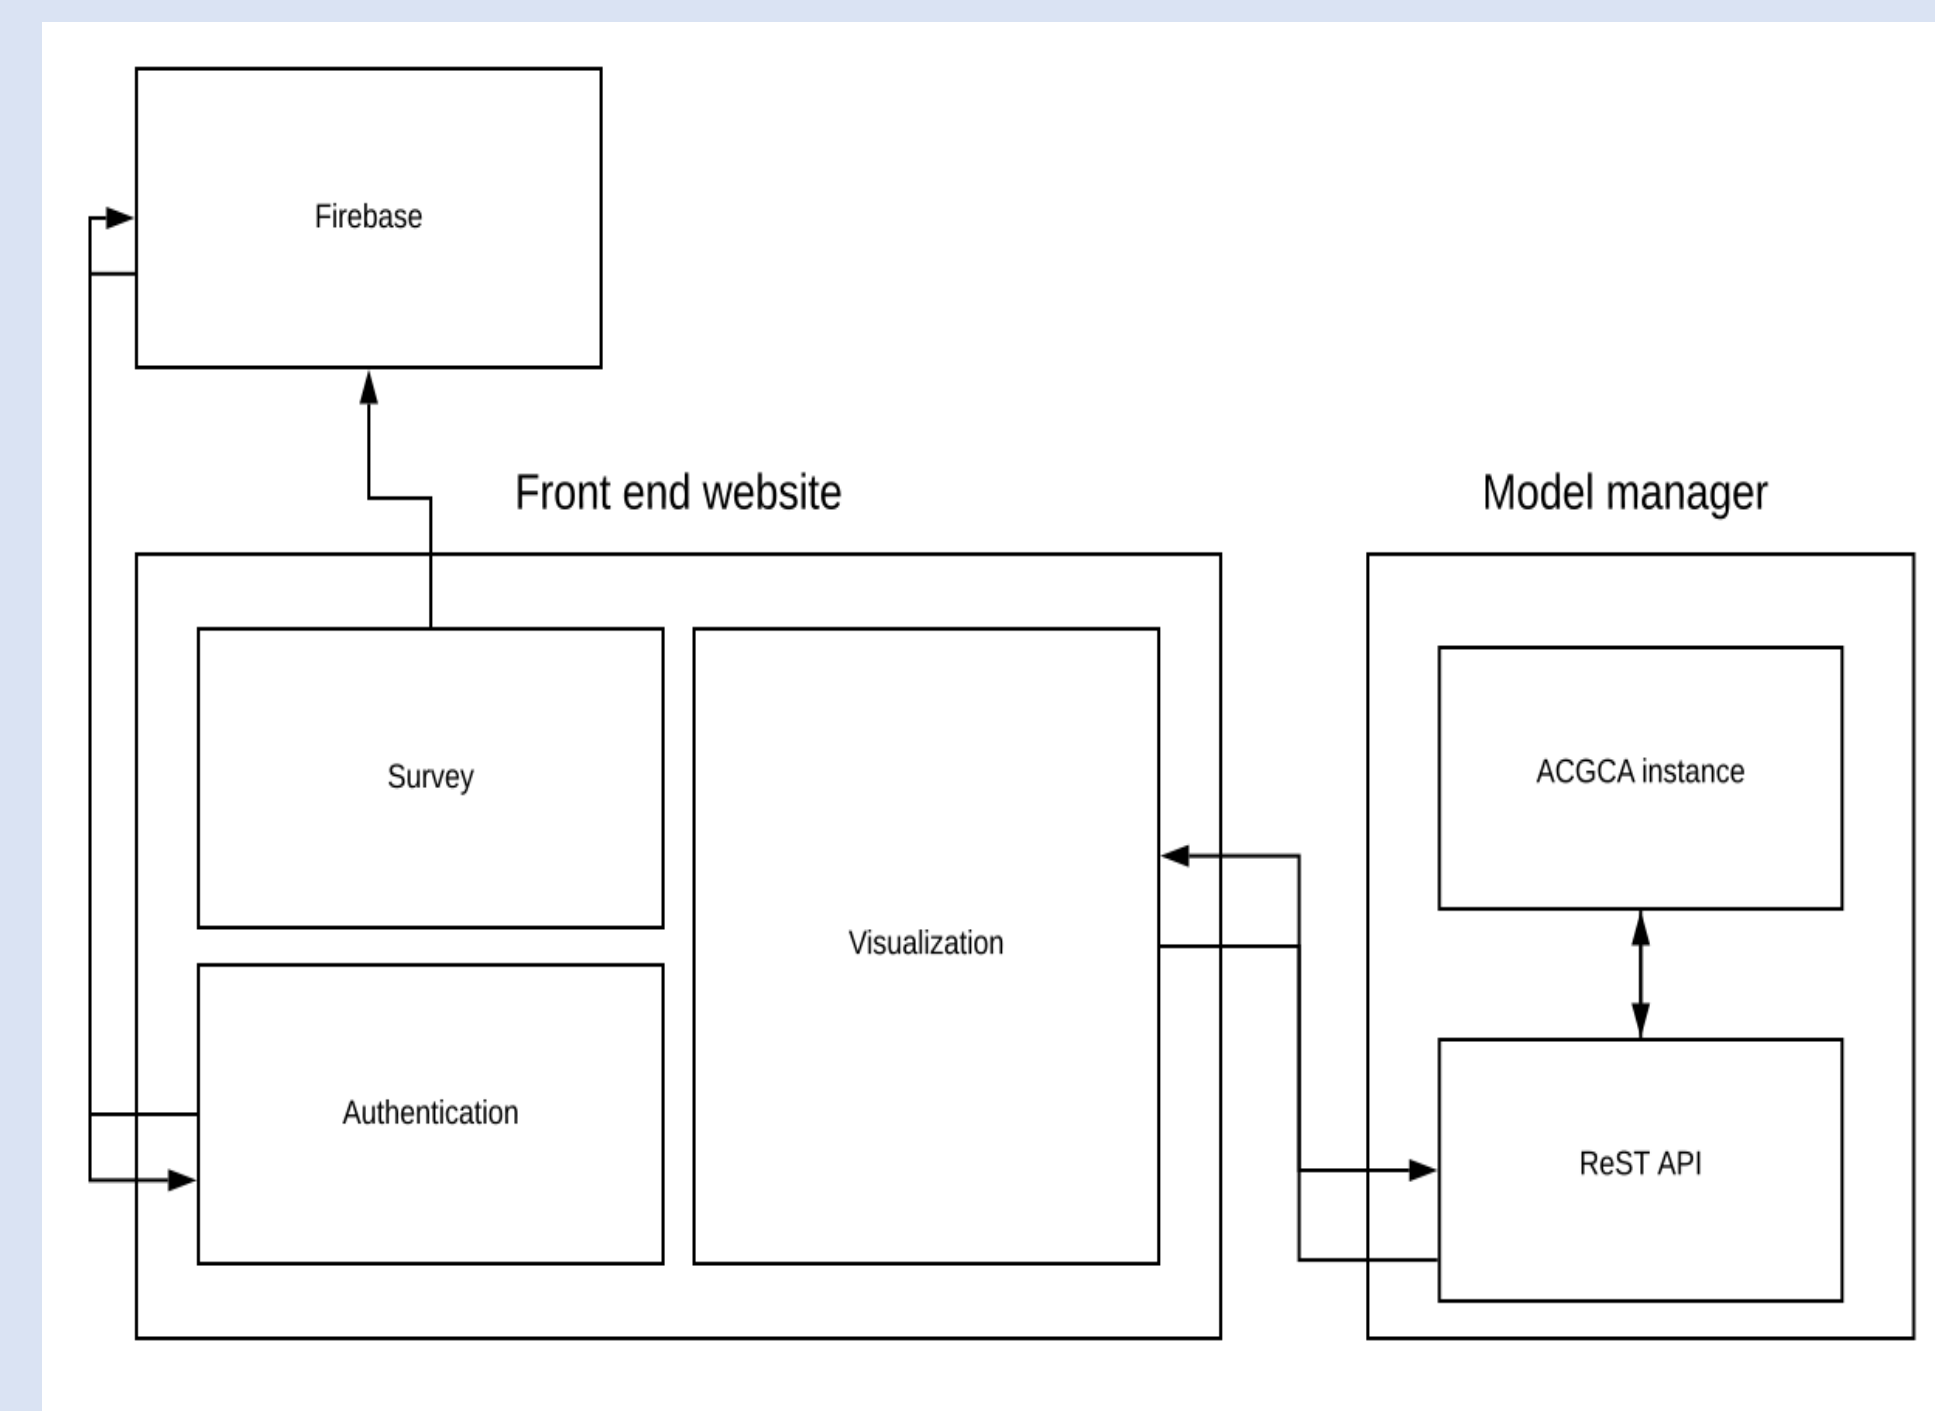 Firebase
Front end website
Model manager
Survey
ACGCA instance
Visualization
Authentication
ReST API